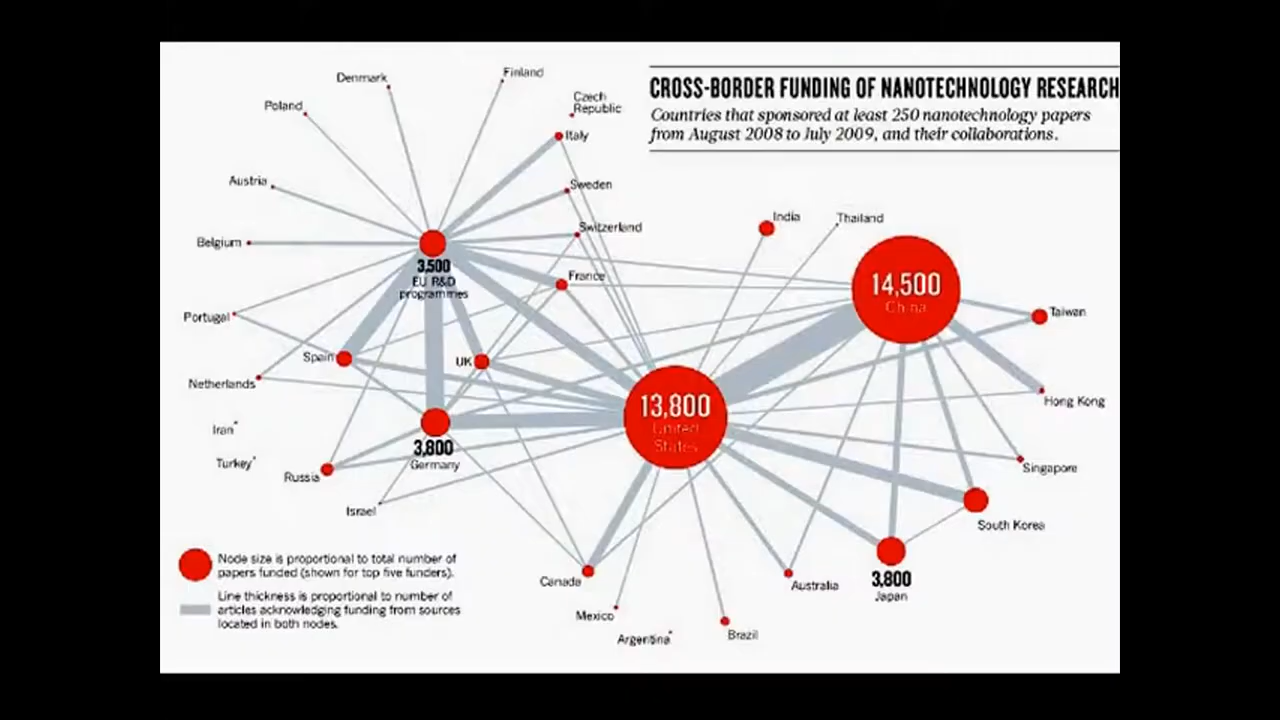 CROSS-BORDER FUNDING OF NANOTECHNOLOGY RESEARCH
Countries that sponsored at least 250 nanotechnology papers
from August 2008 to July 2009, and their collaborations.
Finland
Denmark
Czech
Republic
Poland
Italy
Austria
Sweden
India
Thailand
Switzerland
Belgium
3,500
EU R&D
programmes
France
14,500
China
Taiwan
Portugal
Spain
UK
Netherlands
Hong Kong
13,800
United
States
Iran
3,800
Germany
Turkey
Russia
Singapore
Israel
South Korea
Node size is proportional to total number of
papers funded (shown for top five funders).
Canada
Australia
3,800
Japan
Line thickness is proportional to number of
articles acknowledging funding from sources
located in both nodes.
Mexico
Argentina
Brazil